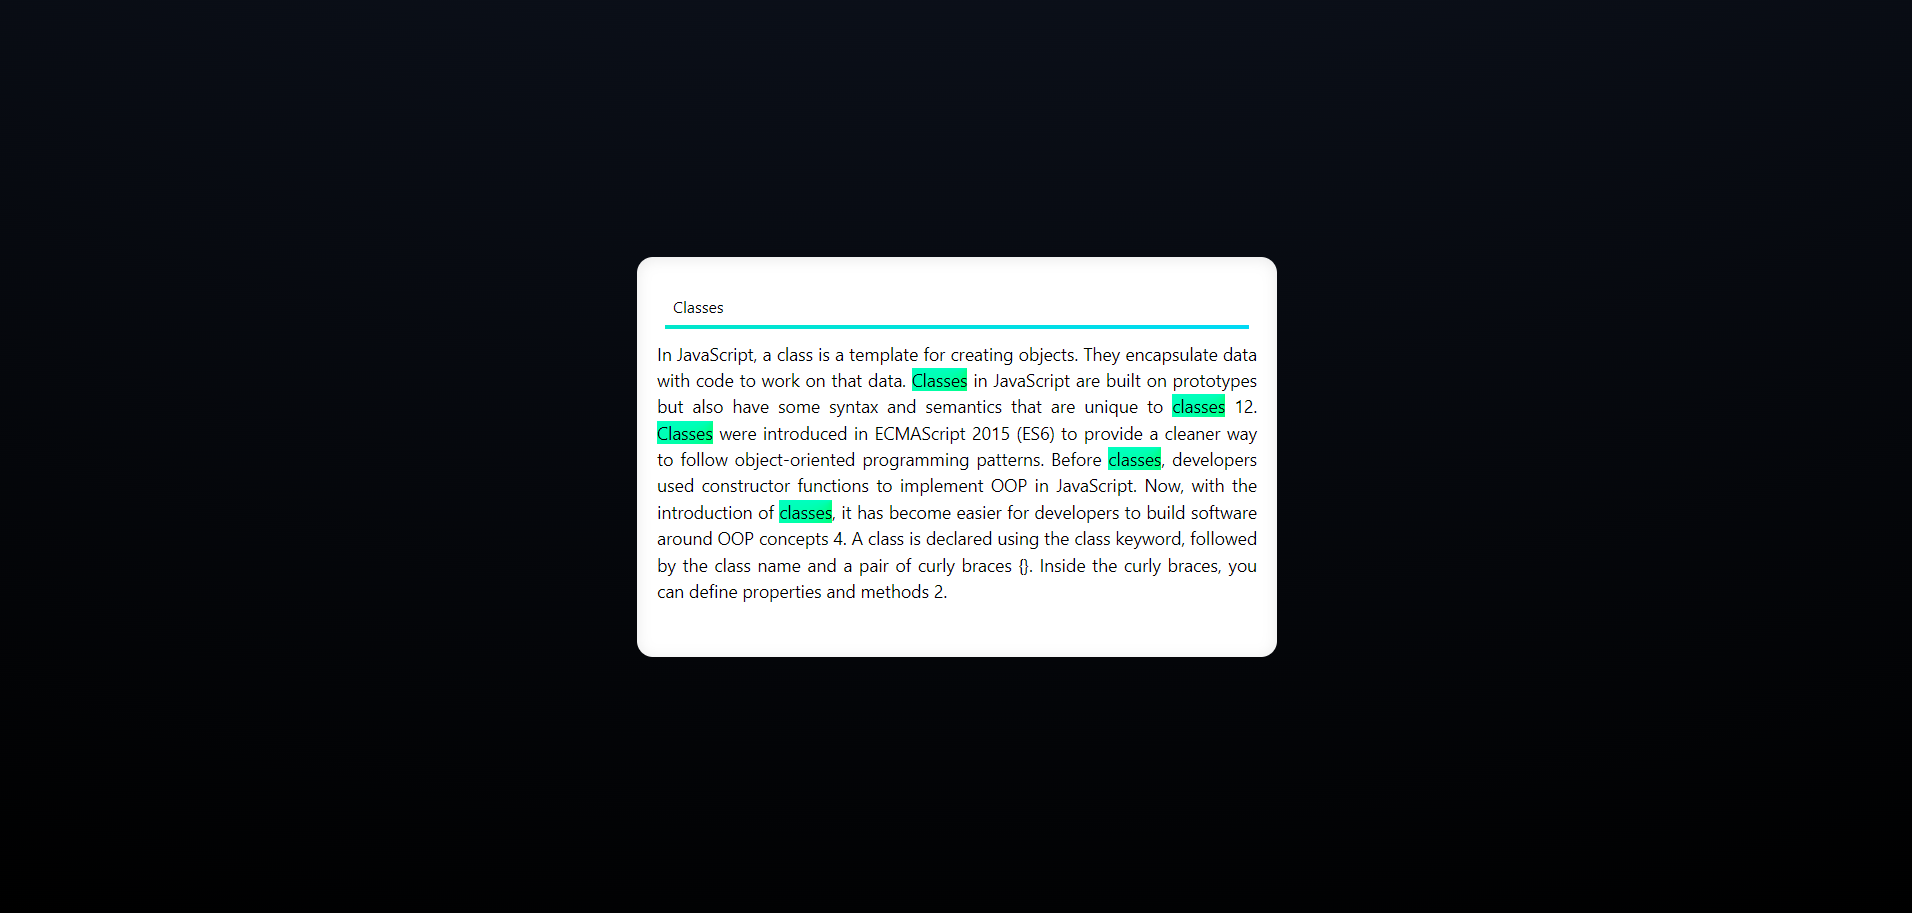 Classes
In JavaScript, a class is a template for creating objects. They encapsulate data
with code to work on that data. Classes in JavaScript are built on prototypes
but also have some syntax and semantics that are unique to classes 12.
Classes were introduced in ECMAScript 2015 (ES6) to provide a cleaner way
to follow object-oriented programming patterns. Before classes, developers
used constructor functions to implement OOP in JavaScript. Now, with the
introduction of classes, it has become easier for developers to build software
around OOP concepts 4. A class is declared using the class keyword, followed
by the class name and a pair of curly braces {}. Inside the curly braces, you
can define properties and methods 2.